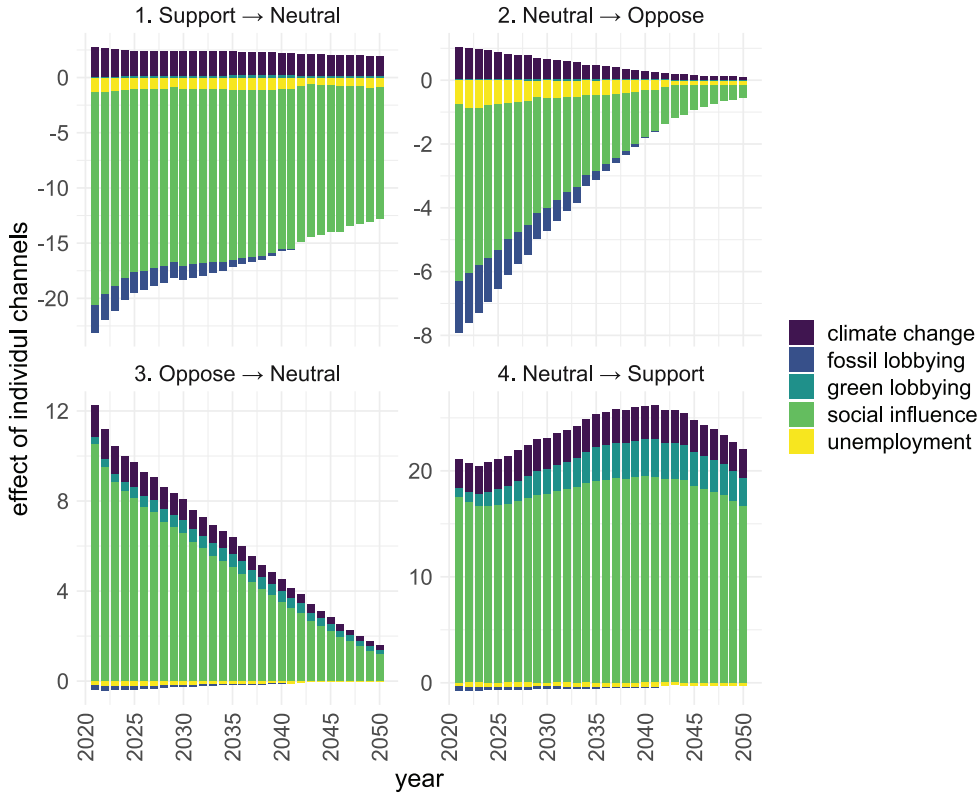 1. Support → Neutral
2. Neutral → Oppose
0
-5
-10
-15
-20
0
-2
-4
-6
-8
effect of individul channels
3. Oppose → Neutral
4. Neutral → Support
12
8
4
0
20
10
0
2020
2025
2030
2035
2040
2045
2050
2020
2025
2030
2035
2040
2045
2050
year
climate change
fossil lobbying
green lobbying
social influence
unemployment